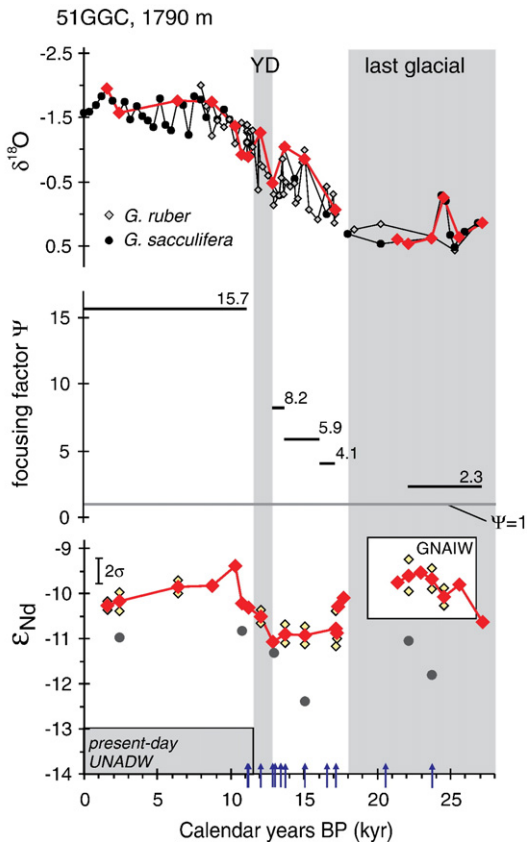 51GGC, 1790 m
YD
last glacial
-2.5
-1.5
-0.5
0.5
δ18O
G. ruber
G. sacculifera
focusing factor Ψ
15
10
5
0
15.7
8.2
5.9
4.1
2.3
Ψ=1
-9
-10
-11
-12
-13
-14
εNd
2σ
GNAIW
present-day
UNADW
0 5 10 15 20 25
Calendar years BP (kyr)